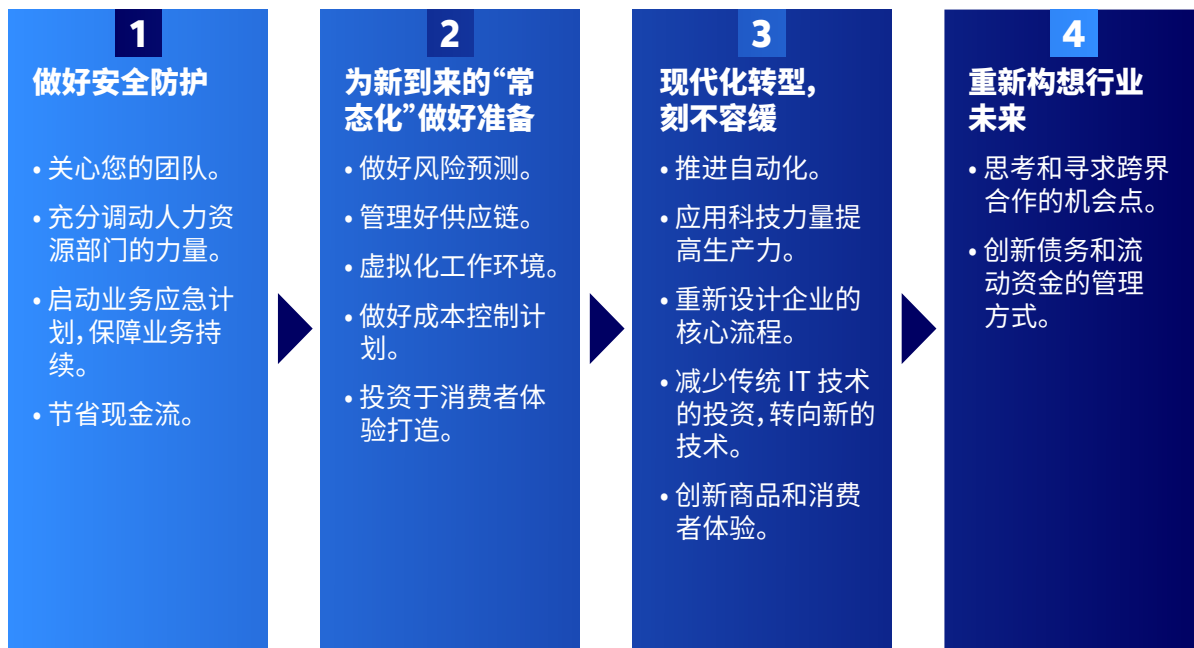 1
做好安全防护
• 关心您的团队。
• 充分调动人力资
源部门的力量。
• 启动业务应急计
划，保障业务持
续。
• 节省现金流。
2
为新到来的“常
态化”做好准备
• 做好风险预测。
• 管理好供应链。
• 虚拟化工作环境。
• 做好成本控制计
划。
• 投资于消费者体
验打造。
3
现代化转型，
刻不容缓
• 推进自动化。
• 应用科技力量提
高生产力。
• 重新设计企业的
核心流程。
• 减少传统 IT 技术
的投资，转向新的
技术。
• 创新商品和消费
者体验。
4
重新构想行业
未来
• 思考和寻求跨界
合作的机会点。
• 创新债务和流
动资金的管理
方式。